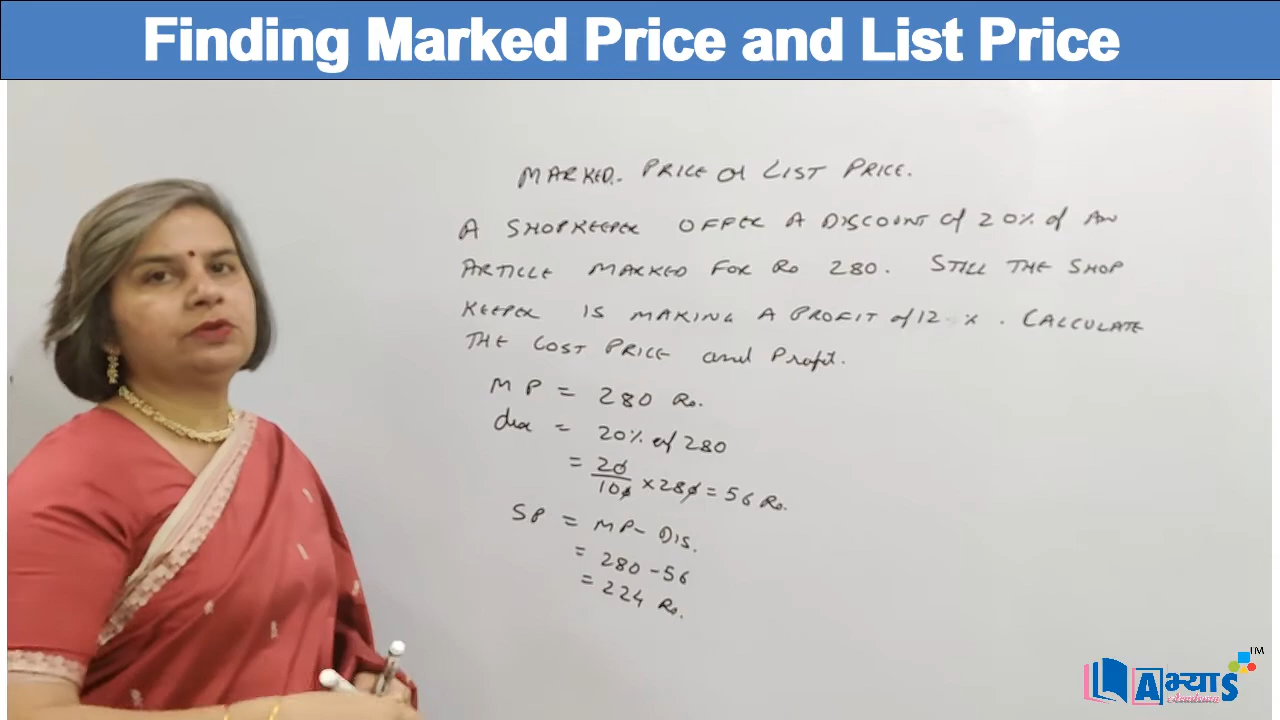 Finding Marked Price and List Price
MARKED. PRICE or LIST PRICE.
A SHOPKEEPER OFFER A DISCOUNT of 20% of AN
ARTICLE MARKED FOR Rs 280. STILL THE SHOP
KEEPER IS MAKING A PROFIT of 12 %. CALCULATE
THE COST PRICE and Profit.
MP = 280 Rs.
dis = 20% of 280
= 20/100 × 280 = 56 Rs.
SP = MP - DIS.
= 280 - 56
= 224 Rs.
TM
Aभ्याS
Academy